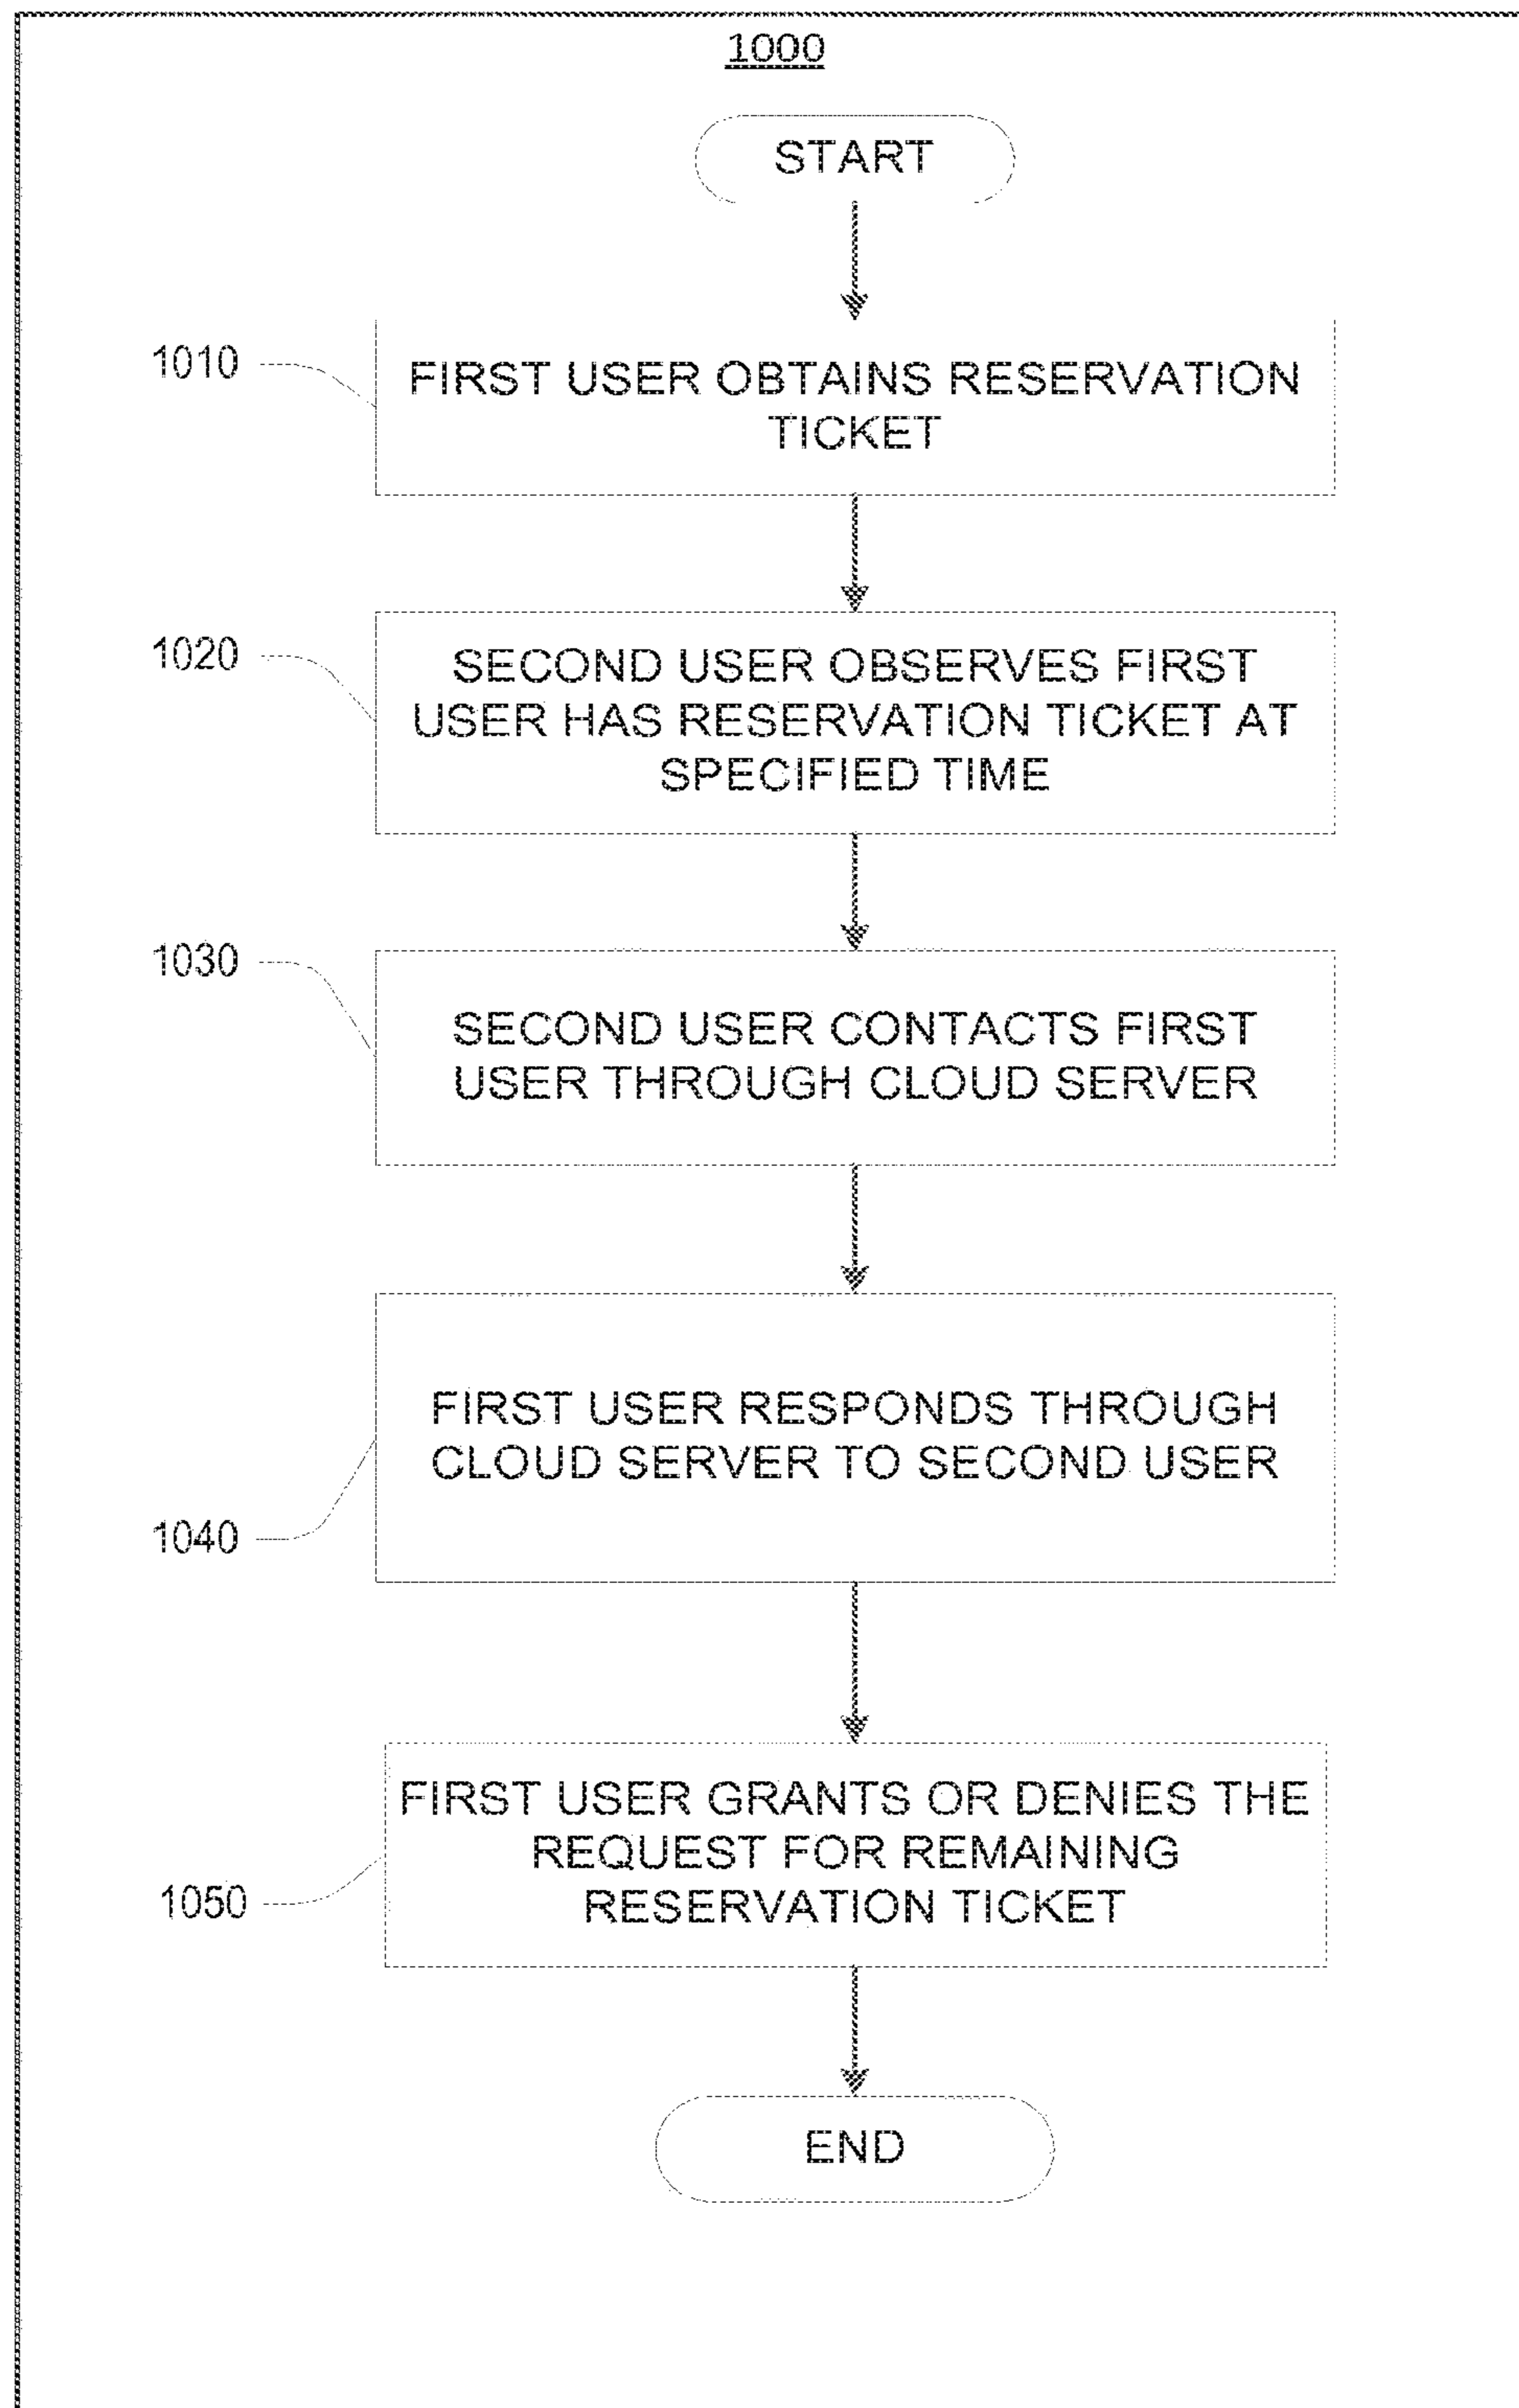 1000
START
1010
FIRST USER OBTAINS RESERVATION
TICKET
1020
SECOND USER OBSERVES FIRST
USER HAS RESERVATION TICKET AT
SPECIFIED TIME
1030
SECOND USER CONTACTS FIRST
USER THROUGH CLOUD SERVER
FIRST USER RESPONDS THROUGH
CLOUD SERVER TO SECOND USER
1040
FIRST USER GRANTS OR DENIES THE
REQUEST FOR REMAINING
RESERVATION TICKET
1050
END